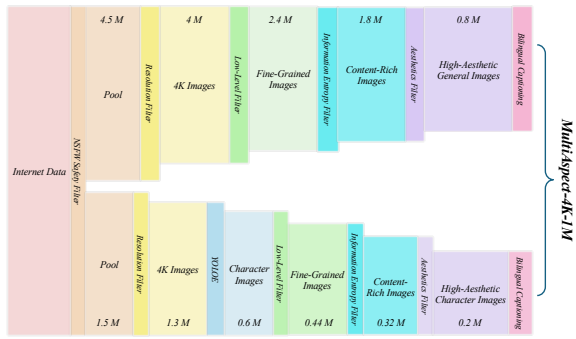 4.5 M
4 M
2.4 M
1.8 M
0.8 M
Internet Data
NSFW Safety Filter
Pool
Resolution Filter
4K Images
Low-Level Filter
Fine-Grained
Images
Information Entropy Filter
Content-Rich
Images
Aesthetics Filter
High-Aesthetic
General Images
Bilingual Captioning
MultiAspect-4K-1M
Pool
Resolution Filter
4K Images
YOLOE
Character
Images
Low-Level Filter
Fine-Grained
Images
Information Entropy Filter
Content-
Rich Images
Aesthetics Filter
High-Aesthetic
Character Images
Bilingual Captioning
1.5 M
1.3 M
0.6 M
0.44 M
0.32 M
0.2 M